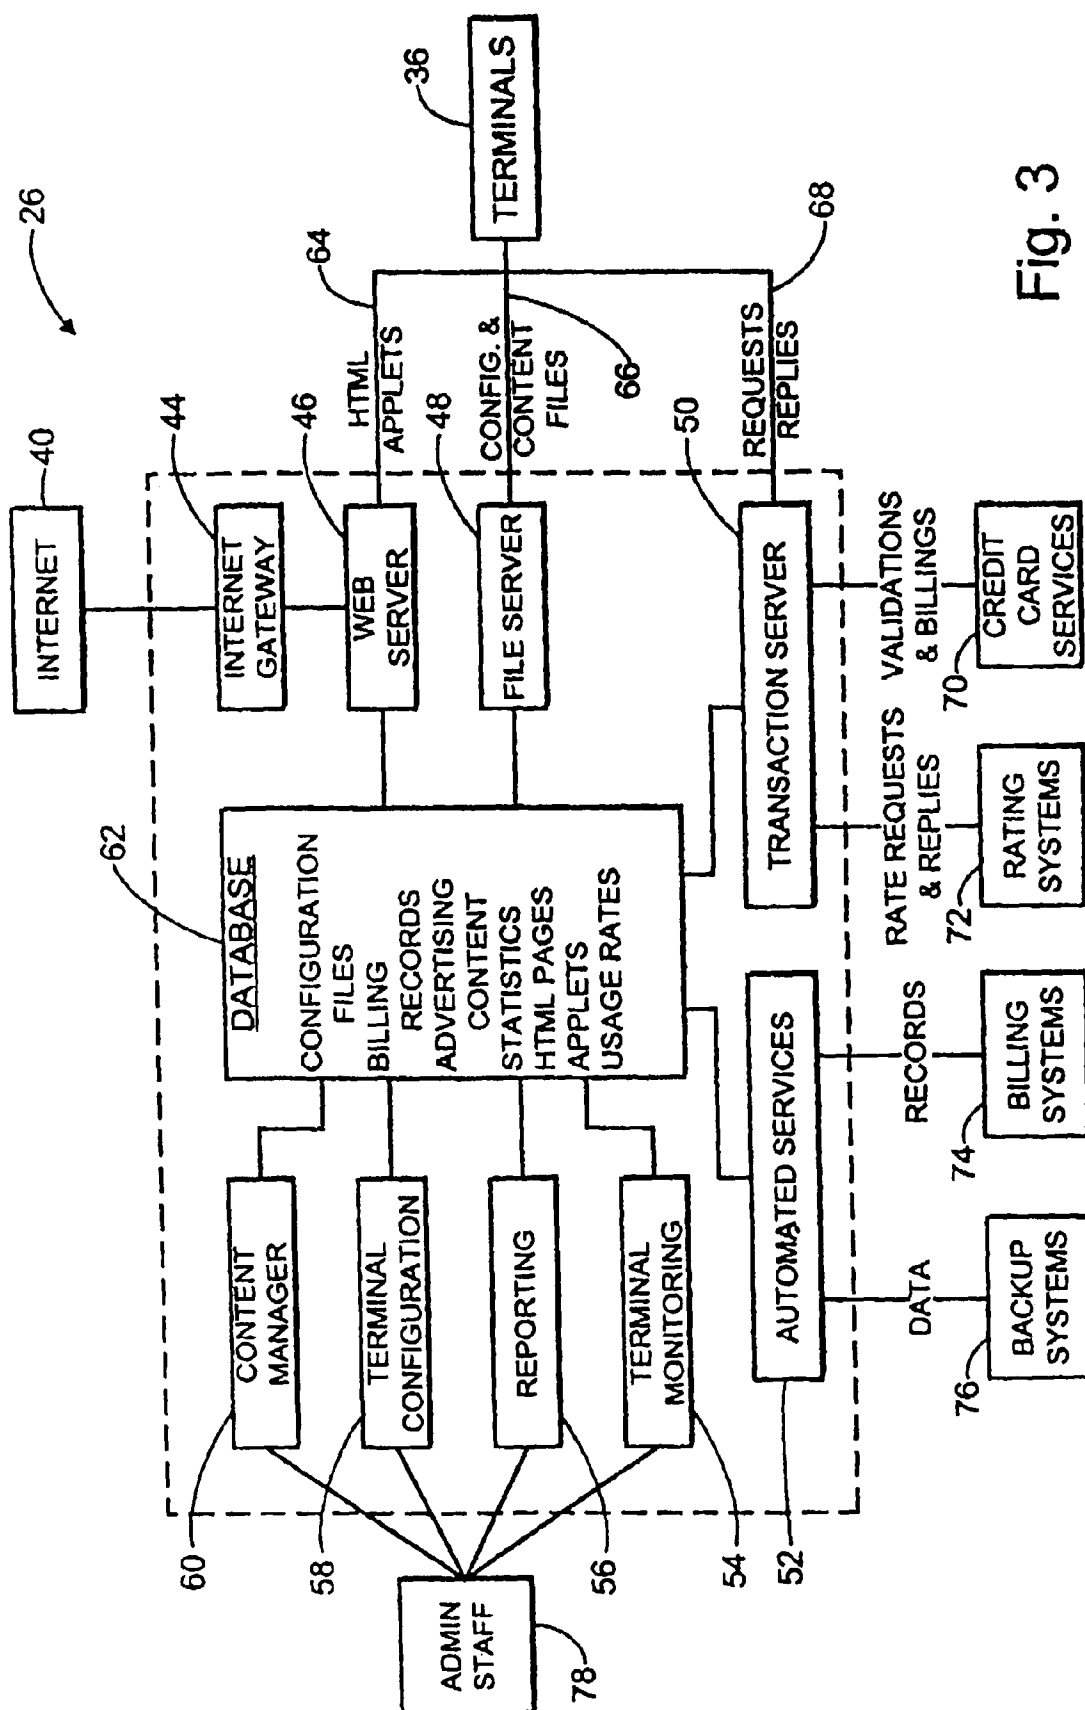 26
INTERNET
40
INTERNET
GATEWAY
44
WEB
SERVER
46
HTML
APPLETS
64
FILE SERVER
48
CONFIG. &
CONTENT
FILES
66
TERMINALS
36
TRANSACTION SERVER
50
REQUESTS
REPLIES
68
DATABASE
CONFIGURATION
FILES
BILLING
RECORDS
ADVERTISING
CONTENT
STATISTICS
HTML PAGES
APPLETS
USAGE RATES
62
CONTENT
MANAGER
60
TERMINAL
CONFIGURATION
58
REPORTING
56
TERMINAL
MONITORING
54
ADMIN
STAFF
78
AUTOMATED SERVICES
52
DATA
BACKUP
SYSTEMS
76
RECORDS
BILLING
SYSTEMS
74
RATE REQUESTS
& REPLIES
RATING
SYSTEMS
72
VALIDATIONS
& BILLINGS
CREDIT
CARD
SERVICES
70
Fig. 3